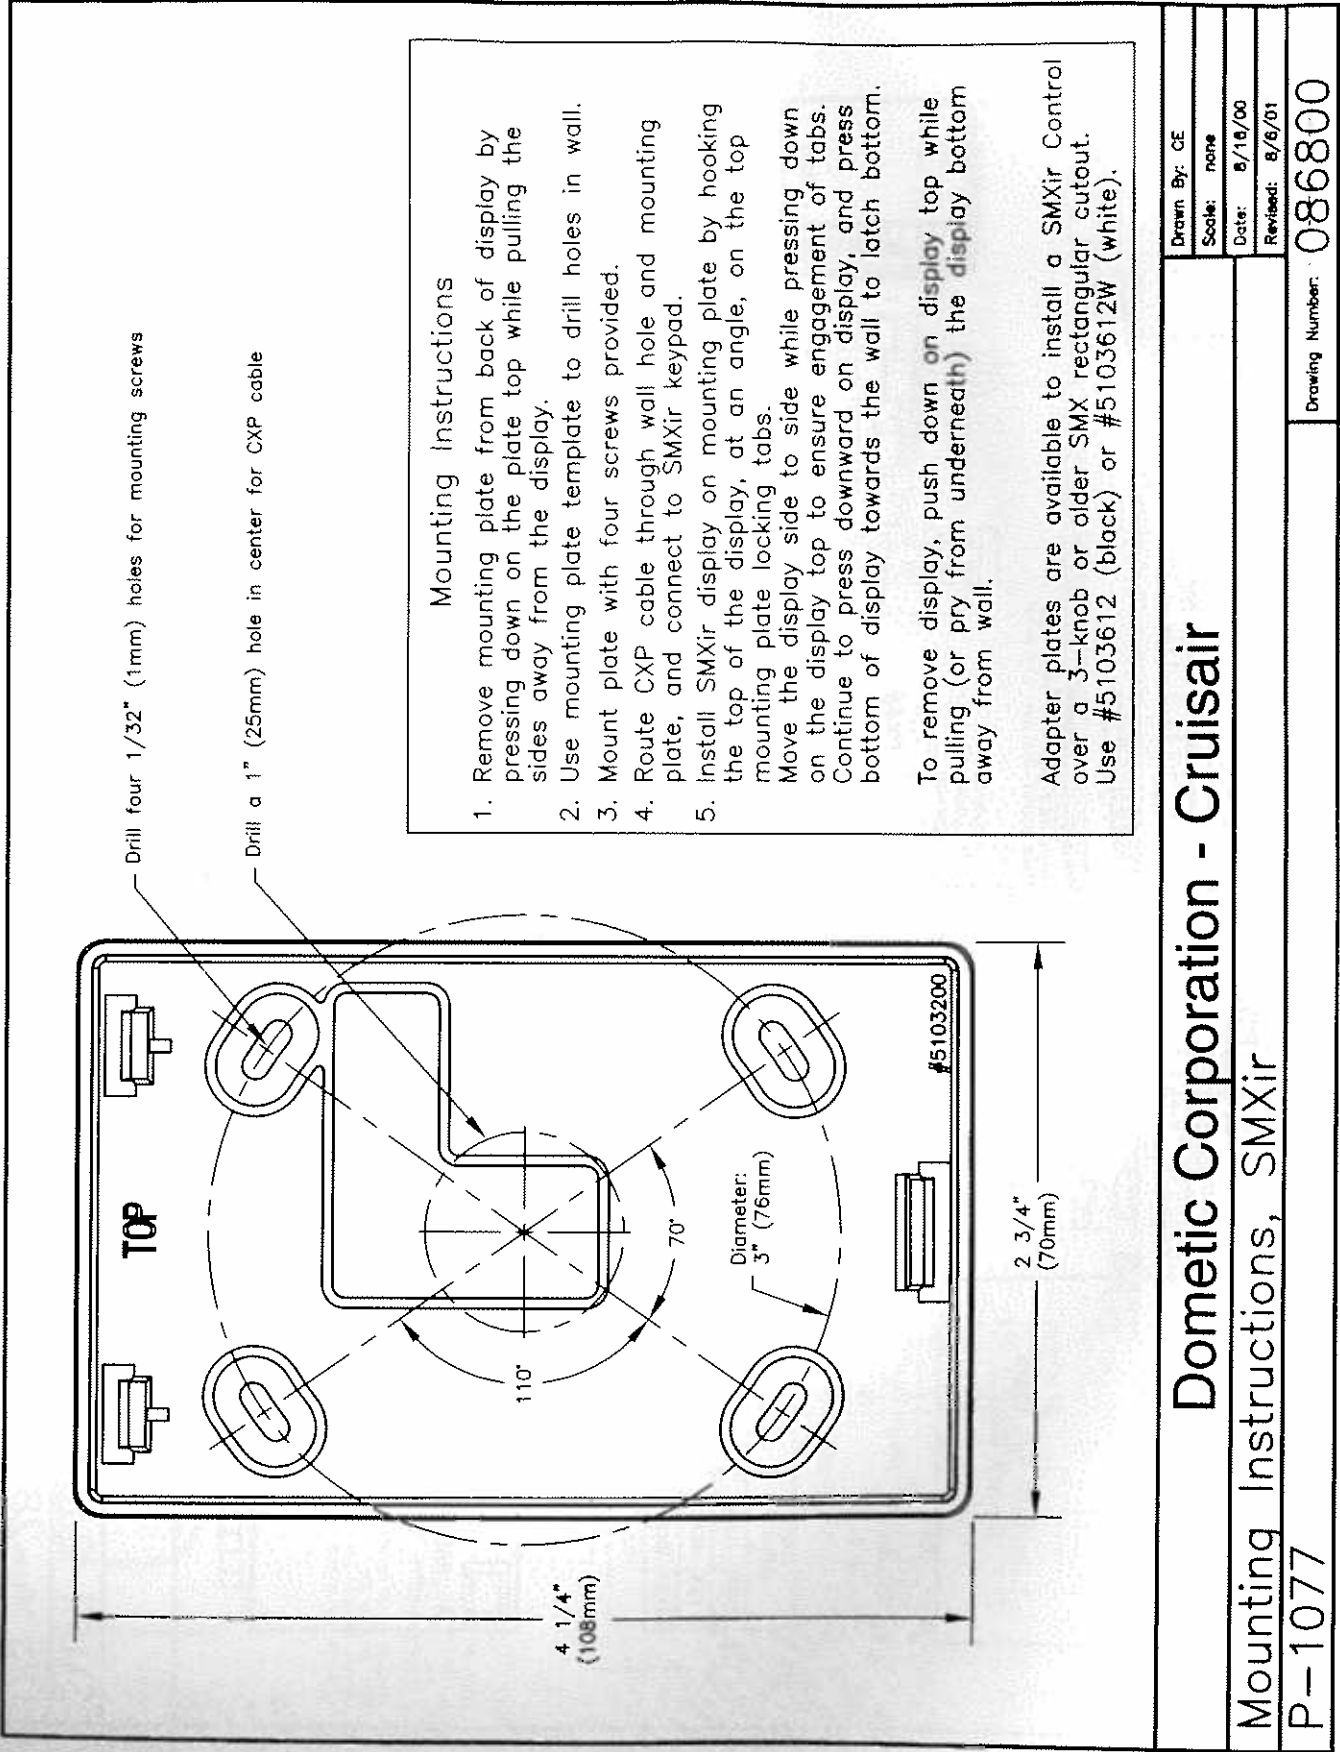 Drill four 1/32" (1mm) holes for mounting screws
Drill a 1" (25mm) hole in center for CXP cable
TOP
110°
70°
Diameter:
3" (76mm)
#5103200
4 1/4"
(108mm)
2 3/4"
(70mm)
Mounting Instructions
1. Remove mounting plate from back of display by
pressing down on the plate top while pulling the
sides away from the display.
2. Use mounting plate template to drill holes in wall.
3. Mount plate with four screws provided.
4. Route CXP cable through wall hole and mounting
plate, and connect to SMXir keypad.
5. Install SMXir display on mounting plate by hooking
the top of the display, at an angle, on the top
mounting plate locking tabs.
Move the display side to side while pressing down
on the display top to ensure engagement of tabs.
Continue to press downward on display, and press
bottom of display towards the wall to latch bottom.
To remove display, push down on display top while
pulling (or pry from underneath) the display bottom
away from wall.
Adapter plates are available to install a SMXir Control
over a 3-knob or older SMX rectangular cutout.
Use #5103612 (black) or #5103612W (white).
Dometic Corporation - Cruisair
Mounting Instructions, SMXir
P-1077
Drawn By: CE
Scale: none
Date: 8/18/00
Revised: 8/6/01
Drawing Number: 086800